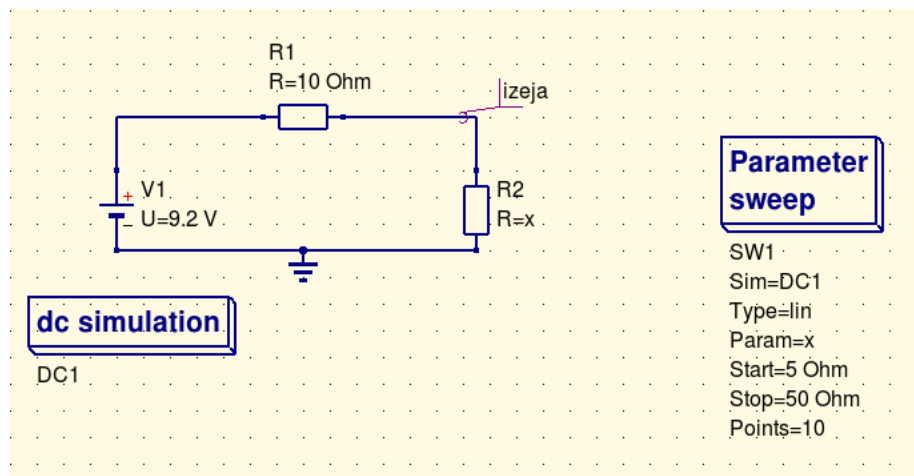 R1
R=10 Ohm
izeja
+
V1
U=9.2 V
–
R2
R=x
dc simulation
DC1
Parameter
sweep
SW1
Sim=DC1
Type=lin
Param=x
Start=5 Ohm
Stop=50 Ohm
Points=10